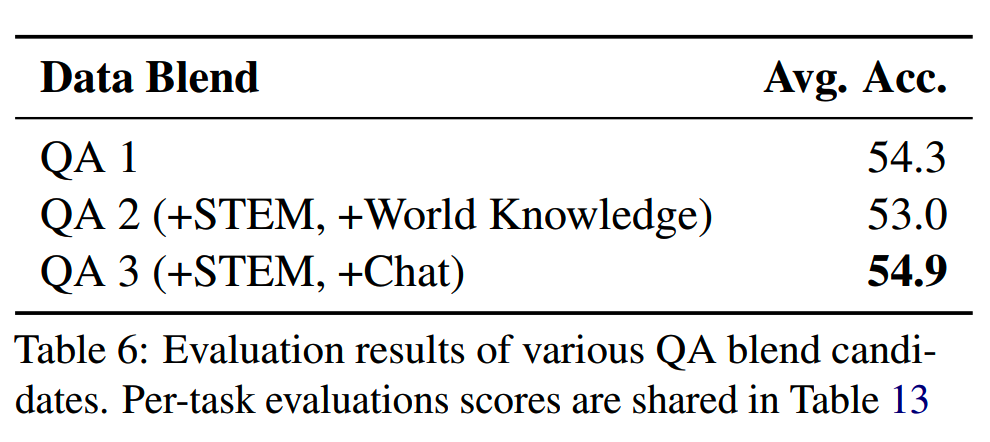 Data Blend Avg. Acc.
QA 1 54.3
QA 2 (+STEM, +World Knowledge) 53.0
QA 3 (+STEM, +Chat) 54.9
Table 6: Evaluation results of various QA blend candi-
dates. Per-task evaluations scores are shared in Table 13